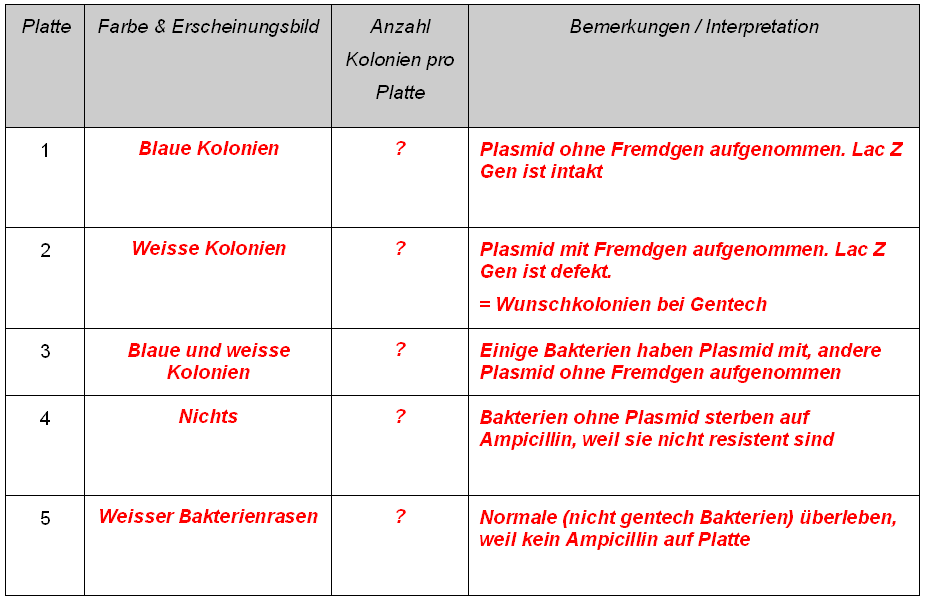 Platte Farbe & Erscheinungsbild Anzahl Kolonien pro Platte Bemerkungen / Interpretation
1 Blaue Kolonien ? Plasmid ohne Fremdgen aufgenommen. Lac Z
Gen ist intakt
2 Weisse Kolonien ? Plasmid mit Fremdgen aufgenommen. Lac Z
Gen ist defekt.
= Wunschkolonien bei Gentech
3 Blaue und weisse Kolonien ? Einige Bakterien haben Plasmid mit, andere
Plasmid ohne Fremdgen aufgenommen
4 Nichts ? Bakterien ohne Plasmid sterben auf
Ampicillin, weil sie nicht resistent sind
5 Weisser Bakterienrasen ? Normale (nicht gentech Bakterien) überleben,
weil kein Ampicillin auf Platte